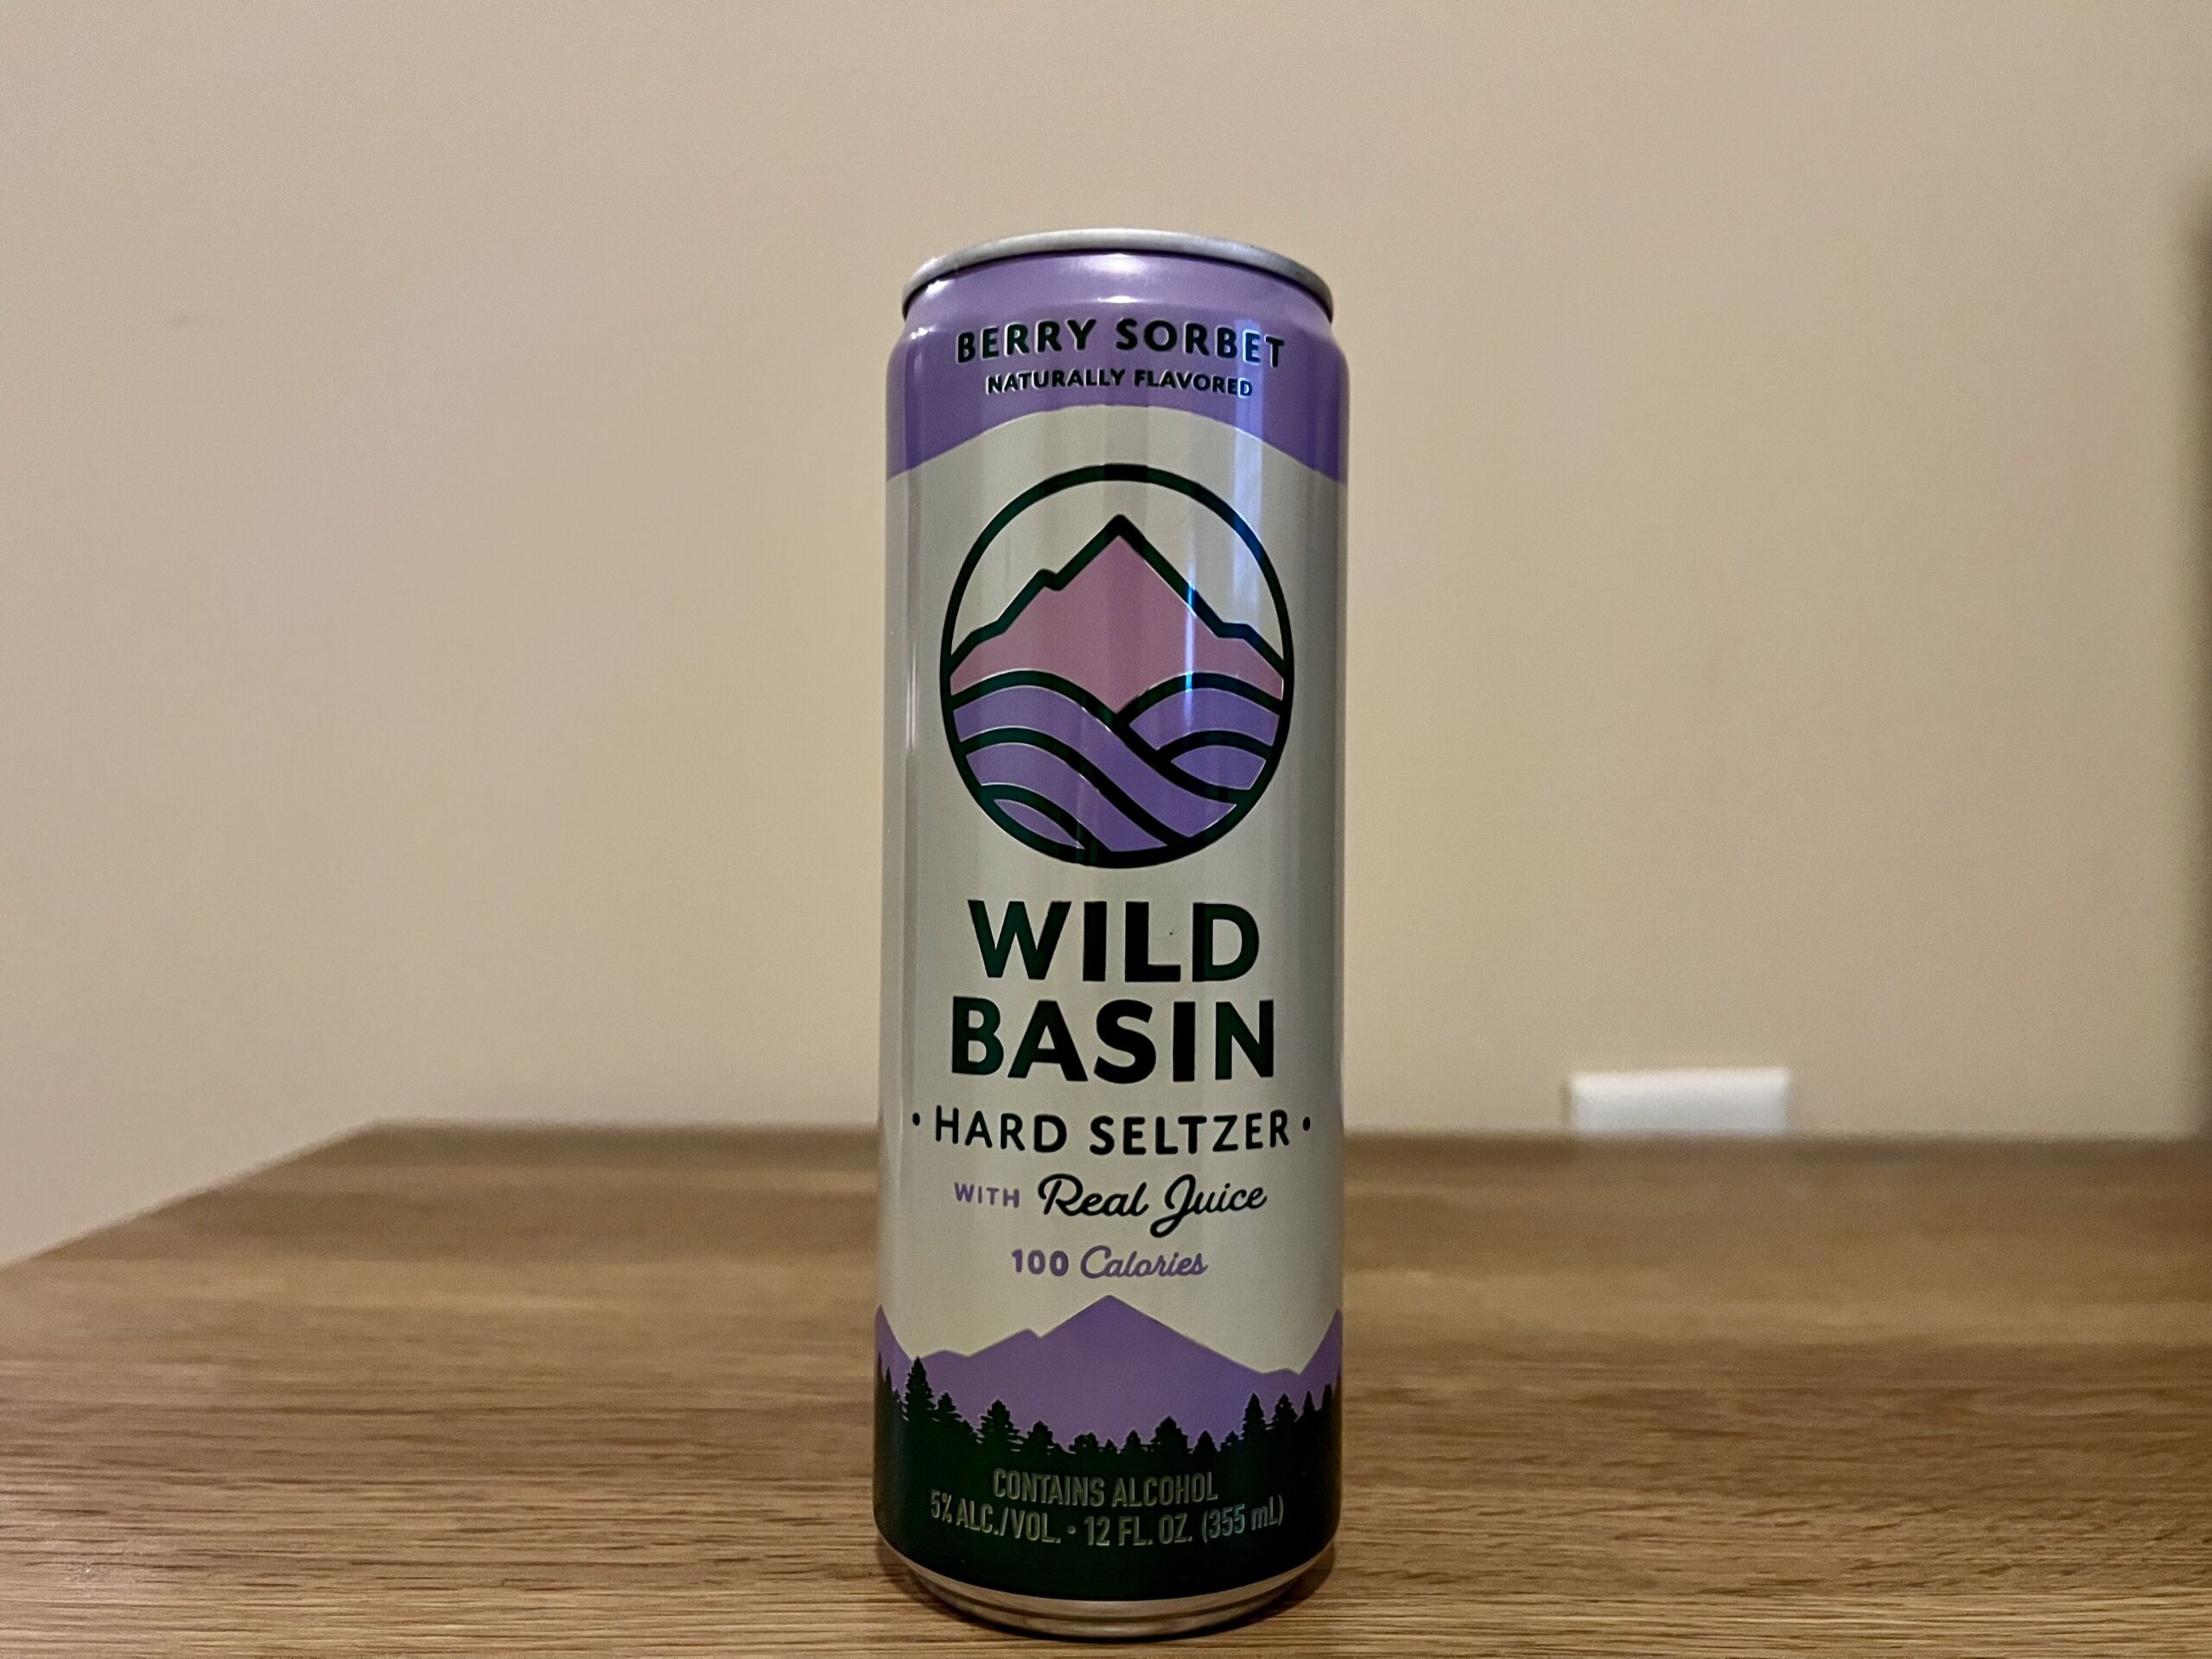 BERRY SORBET
NATURALLY FLAVORED
WILD
BASIN
• HARD SELTZER •
WITH Real Juice
100 Calories
CONTAINS ALCOHOL
5% ALC./VOL. • 12 FL. OZ. (355 mL)